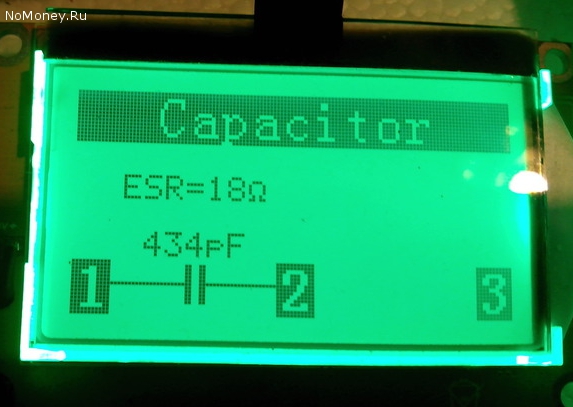 NoMoney.Ru
Capacitor
ESR=18Ω
434pF
1 2 3